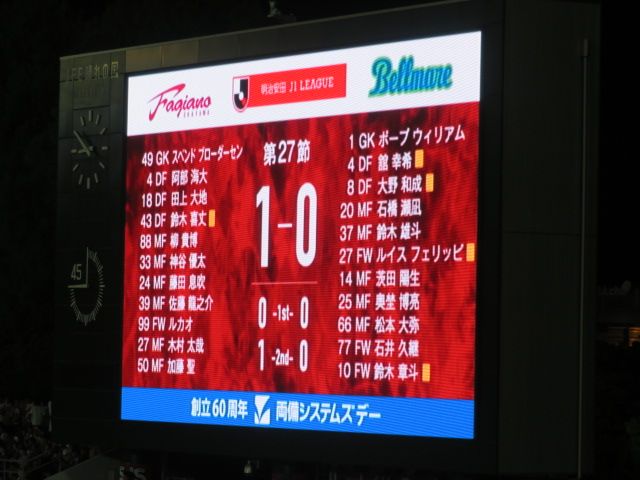 Fagiano
OKAYAMA
明治安田 J1 LEAGUE
Bellmare
第27節
1-0
0 -1st- 0
1 -2nd- 0
49 GK スベンド ブローダーセン
4 DF 阿部 海大
18 DF 田上 大地
43 DF 鈴木 喜丈
88 MF 柳 貴博
33 MF 神谷 優太
24 MF 藤田 息吹
39 MF 佐藤 龍之介
99 FW ルカオ
27 MF 木村 太哉
50 MF 加藤 聖
1 GK ポープ ウィリアム
4 DF 舘 幸希
8 DF 大野 和成
20 MF 石橋 瀬凪
37 MF 鈴木 雄斗
27 FW ルイス フェリッピ
14 MF 茨田 陽生
25 MF 奥埜 博亮
66 MF 松本 大弥
77 FW 石井 久継
10 FW 鈴木 章斗
創立60周年 両備システムズデー
45